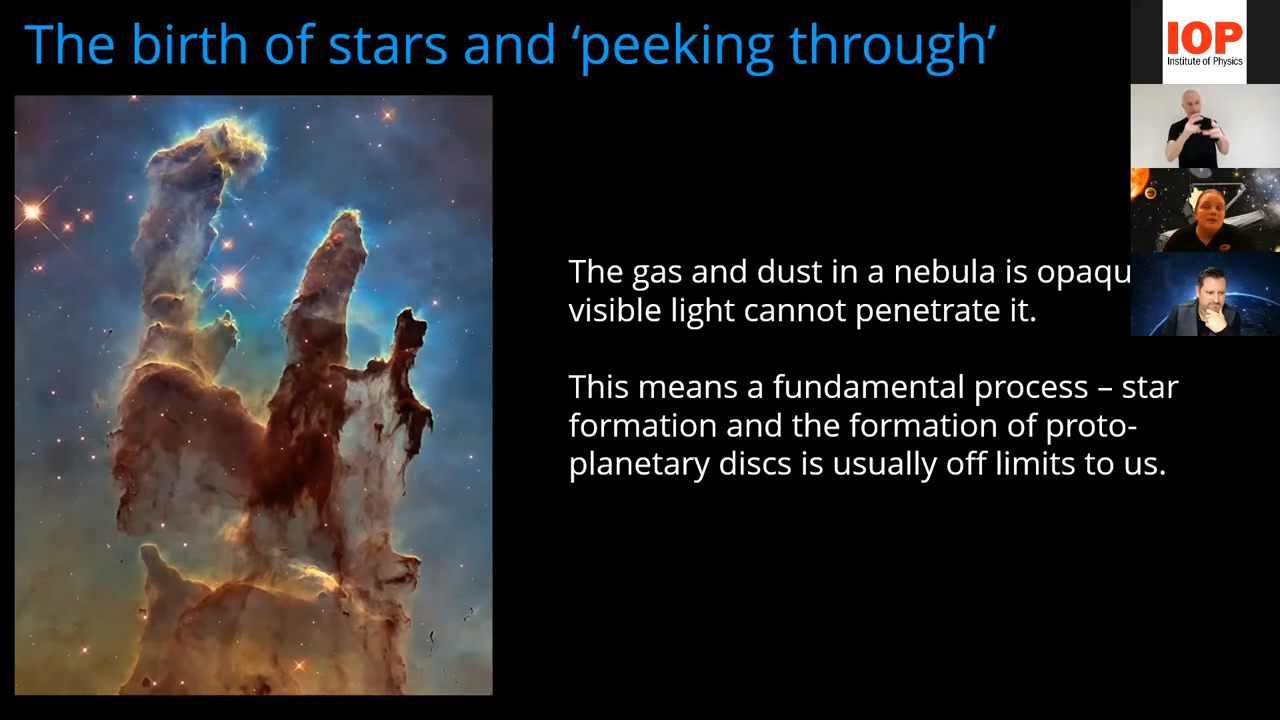 The birth of stars and ‘peeking through’
IOP
Institute of Physics
The gas and dust in a nebula is
visible light cannot penetrate it.
This means a fundamental process – star
formation and the formation of proto-
planetary discs is usually off limits to us.